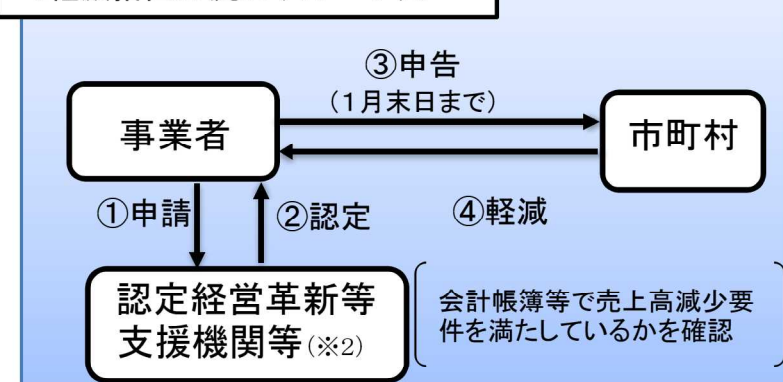 ③申告
(1月末日まで)
事業者
市町村
①申請
②認定
④軽減
認定経営革新等
支援機関等(※2)
会計帳簿等で売上高減少要
件を満たしているかを確認